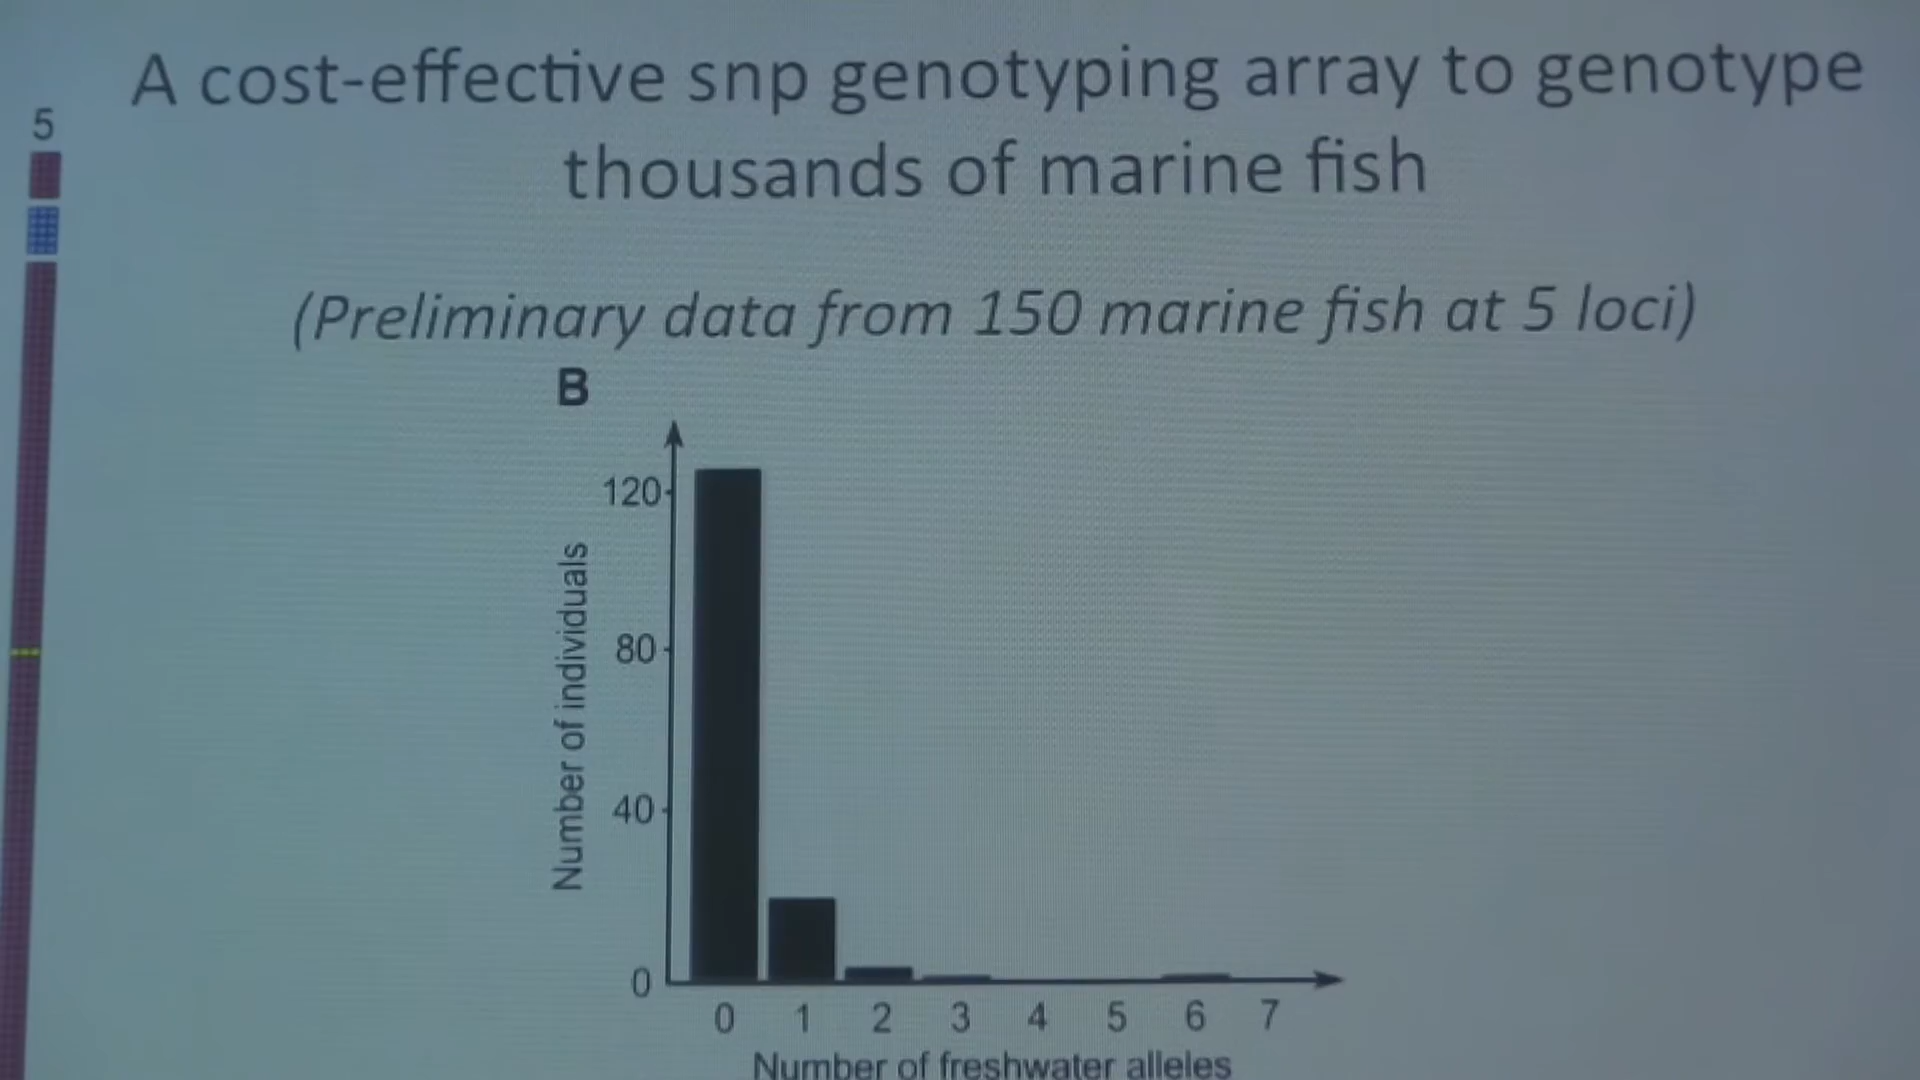 A cost-effective snp genotyping array to genotype
thousands of marine fish
5
(Preliminary data from 150 marine fish at 5 loci)
B
Number of individuals
120
80
40
0
0 1 2 3 4 5 6 7
Number of freshwater alleles